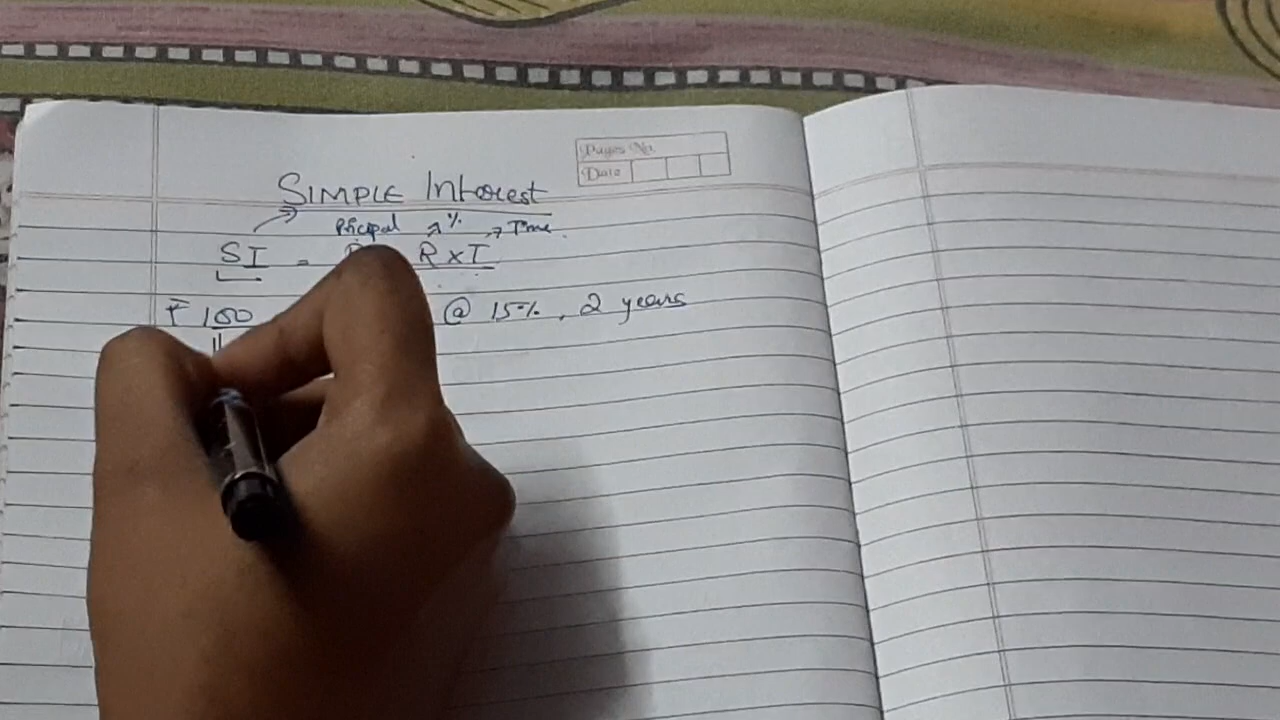 Pages No.
Date
SIMPLE Interest
Pricipal % Time.
SI = R x T
₹ 100 @ 15%, 2 years